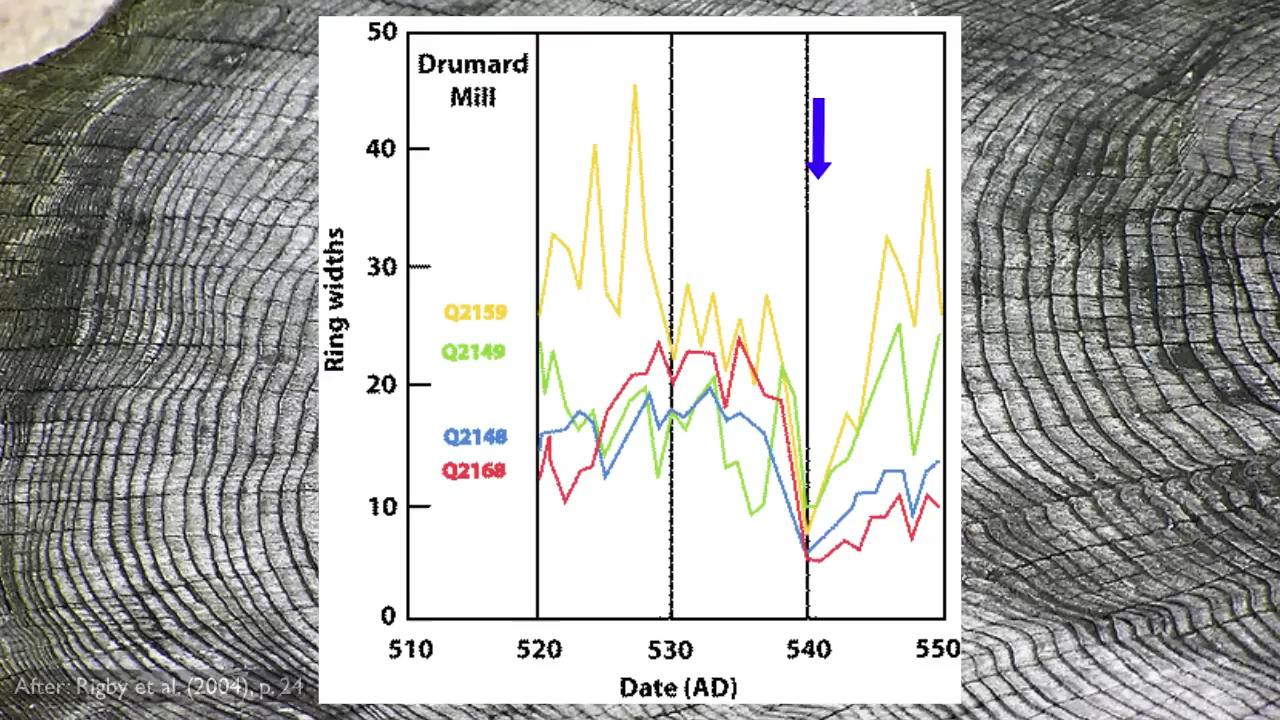 50
Drumard
Mill
40
30
Ring widths
Q2159
Q2149
20
Q2148
Q2168
10
0
510 520 530 540 550
Date (AD)
After: Rigby et al. (2004), p. 24